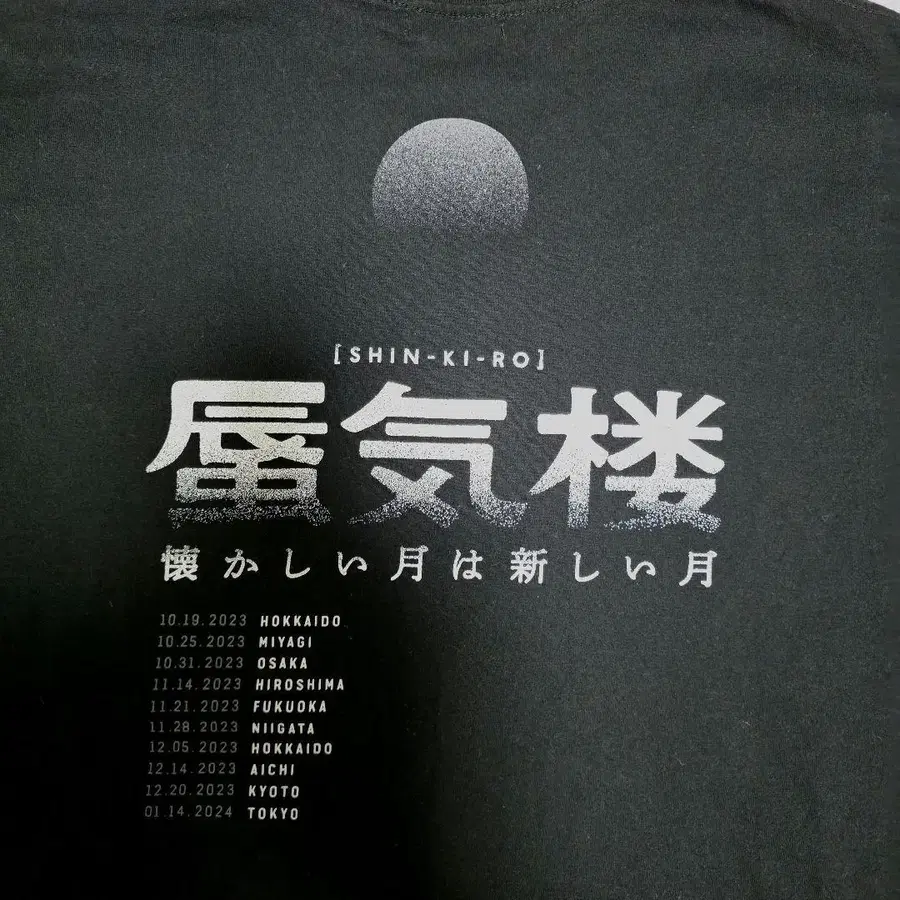 [SHIN-KI-RO]
蜃気楼
懐かしい月は新しい月
10.19.2023 HOKKAIDO
10.25.2023 MIYAGI
10.31.2023 OSAKA
11.14.2023 HIROSHIMA
11.21.2023 FUKUOKA
11.28.2023 NIIGATA
12.05.2023 HOKKAIDO
12.14.2023 AICHI
12.20.2023 KYOTO
01.14.2024 TOKYO